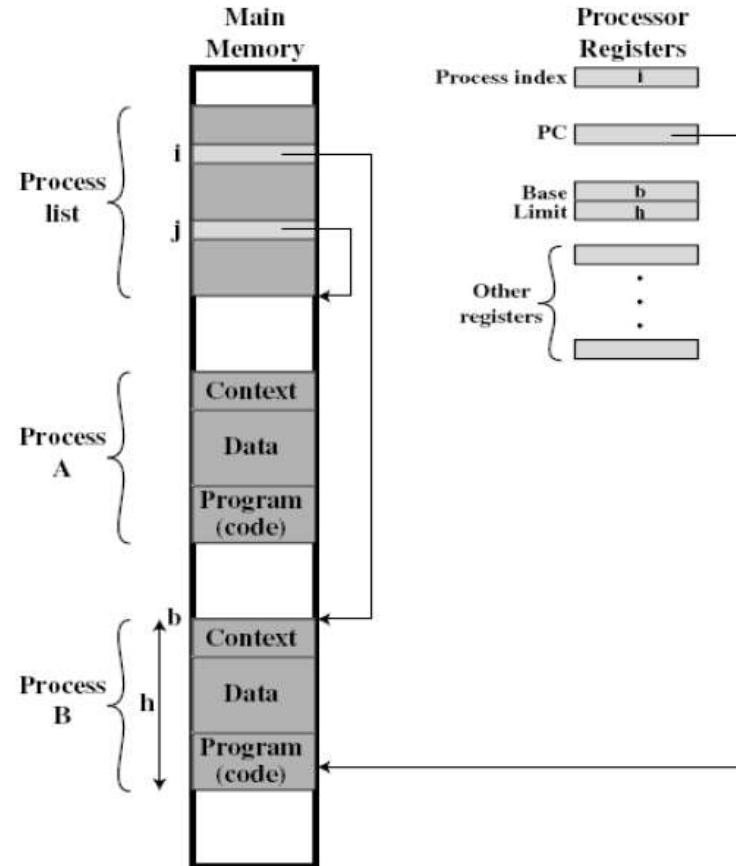 Main
Memory
Processor
Registers
Process index
i
PC
Base
b
Limit
h
Other
registers
i
Process
list
j
Process
A
Context
Data
Program
(code)
b
Process
B
h
Context
Data
Program
(code)